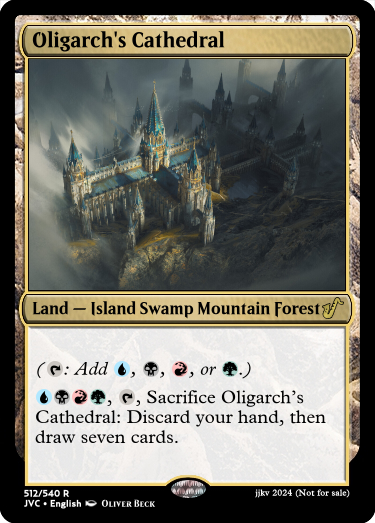 Oligarch's Cathedral
Land — Island Swamp Mountain Forest
(: Add , , , or .)
, , Sacrifice Oligarch's
Cathedral: Discard your hand, then
draw seven cards.
512/540 R
JVC • English OLIVER BECK
jjkv 2024 (Not for sale)